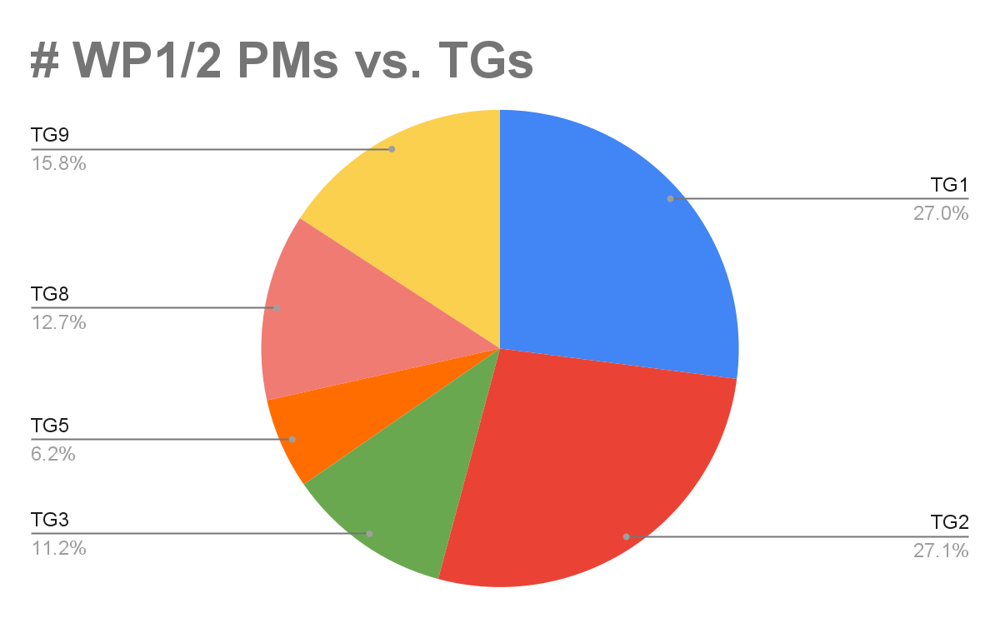 # WP1/2 PMs vs. TGs
TG9
15.8%
TG1
27.0%
TG8
12.7%
TG5
6.2%
TG3
11.2%
TG2
27.1%